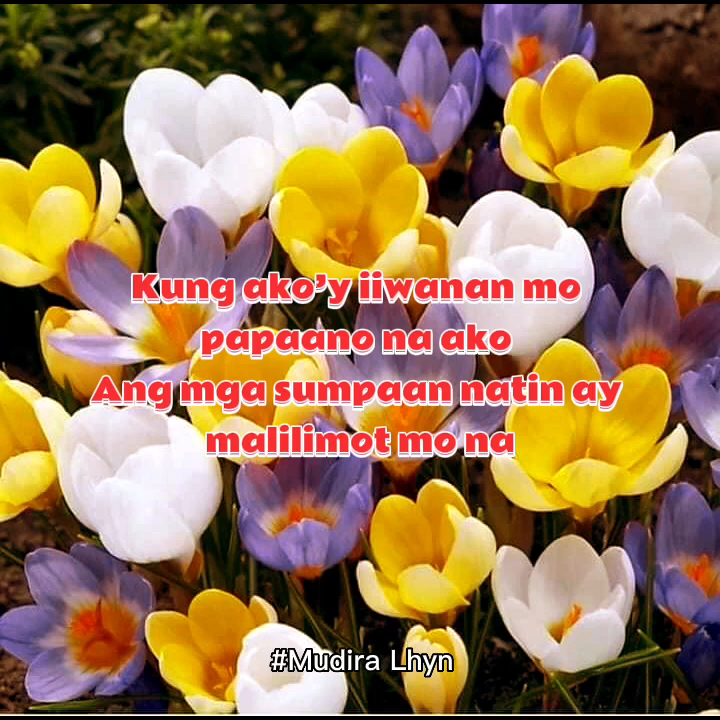 Kung ako'y iiwanan mo
papaano na ako
Ang mga sumpaan natin ay
malilimot mo na
#Mudira Lhyn